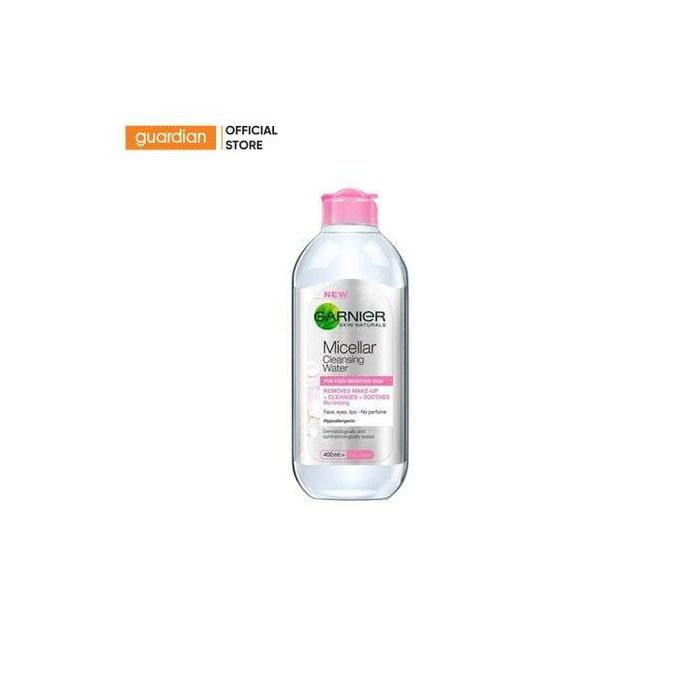 guardian
OFFICIAL
STORE
NEW
GARNIER
SKIN NATURALS
Micellar
Cleansing
Water
FOR EVEN SENSITIVE SKIN
REMOVES MAKE-UP
+ CLEANSES + SOOTHES
No rinsing
Face, eyes, lips - No perfume
Hypoallergenic
Dermatologically and
ophthalmologically tested
400ml ℮